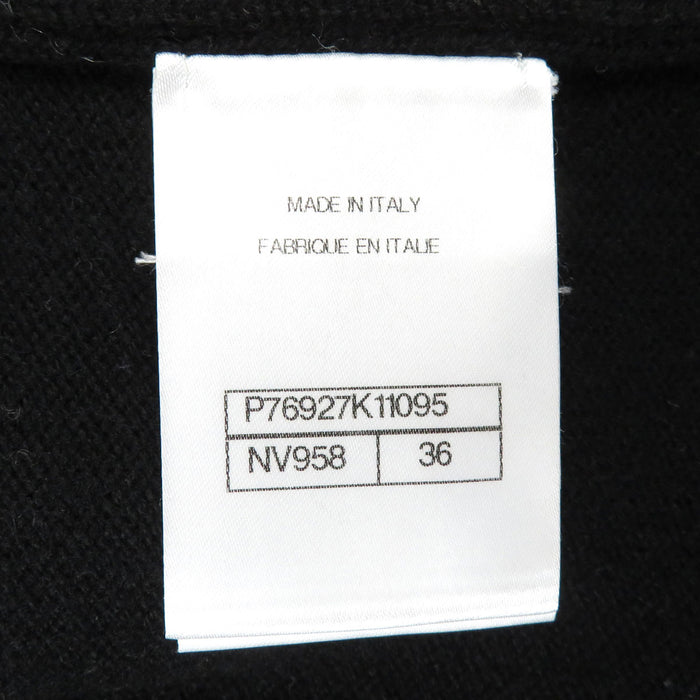 MADE IN ITALY
FABRIQUE EN ITALIE
P76927K11095
NV958 36